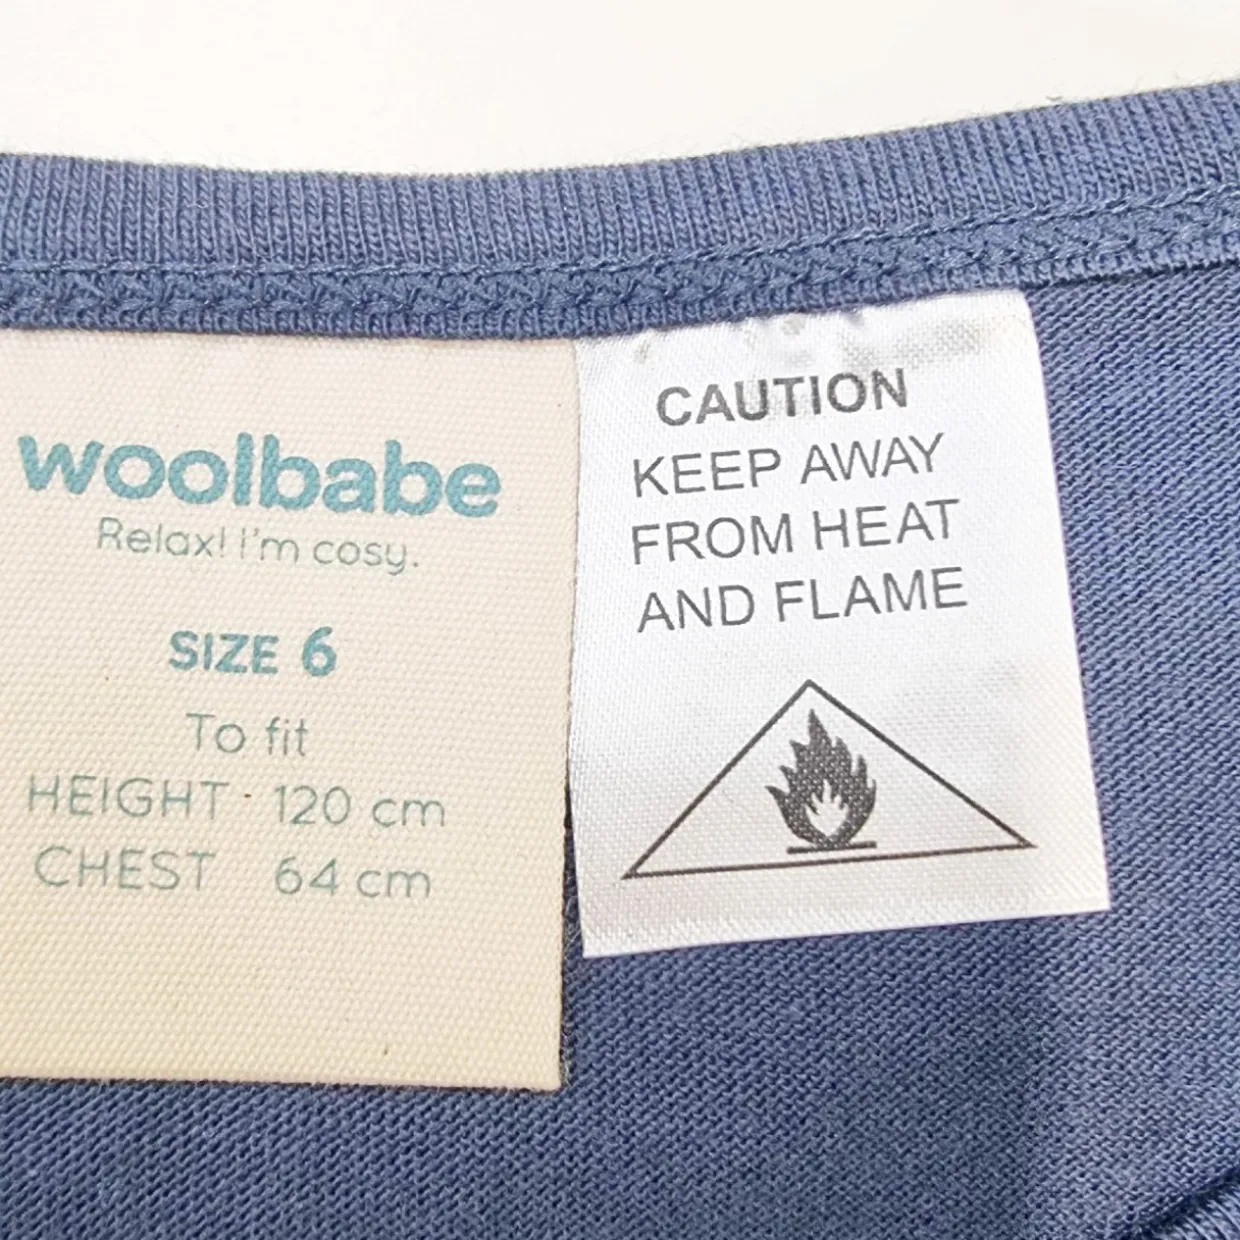 woolbabe
Relax! I'm cosy.
SIZE 6
To fit
HEIGHT · 120 cm
CHEST 64 cm
CAUTION
KEEP AWAY
FROM HEAT
AND FLAME